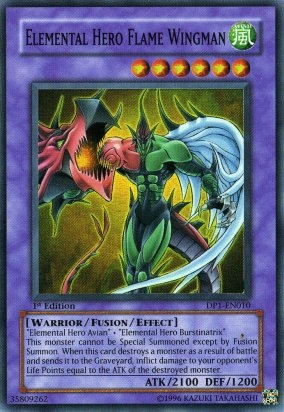 ELEMENTAL HERO FLAME WINGMAN
WIND
風
1st Edition
DP1-EN010
[WARRIOR/FUSION/EFFECT]
"Elemental Hero Avian" + "Elemental Hero Burstinatrix"
This monster cannot be Special Summoned except by Fusion
Summon. When this card destroys a monster as a result of battle
and sends it to the Graveyard, inflict damage to your opponent's
Life Points equal to the ATK of the destroyed monster.
ATK/2100 DEF/1200
35809262
©1996 KAZUKI TAKAHASHI